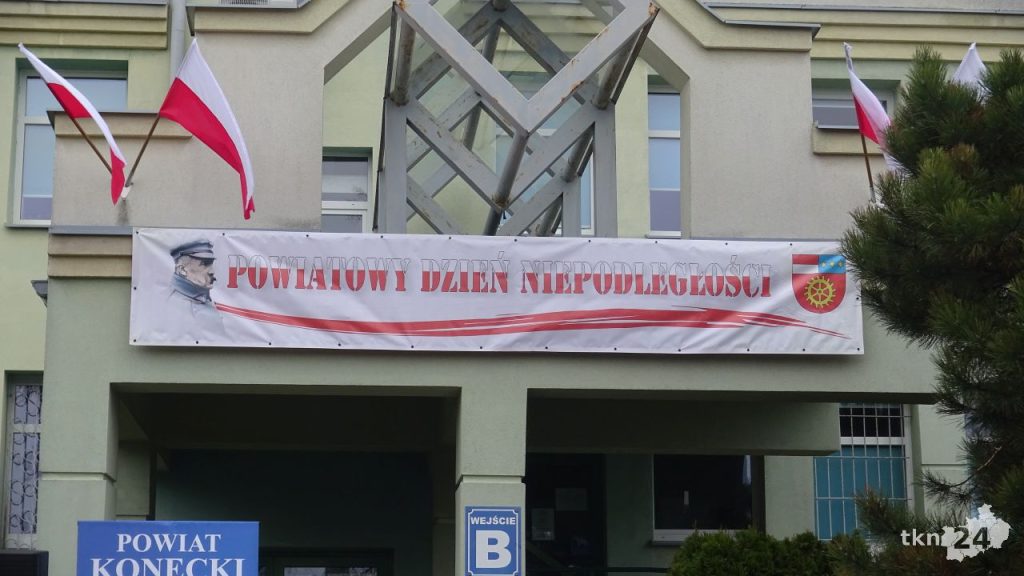 POWIATOWY DZIEŃ NIEPODLEGŁOŚCI
WEJŚCIE
B
POWIAT
KONECKI
tkn24